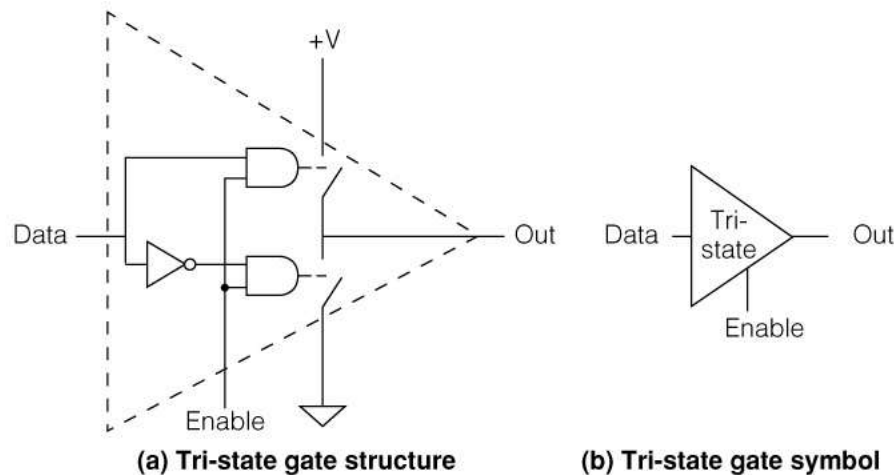 +V
Data
Out
Enable
(a) Tri-state gate structure
Data
Tri-
state
Out
Enable
(b) Tri-state gate symbol